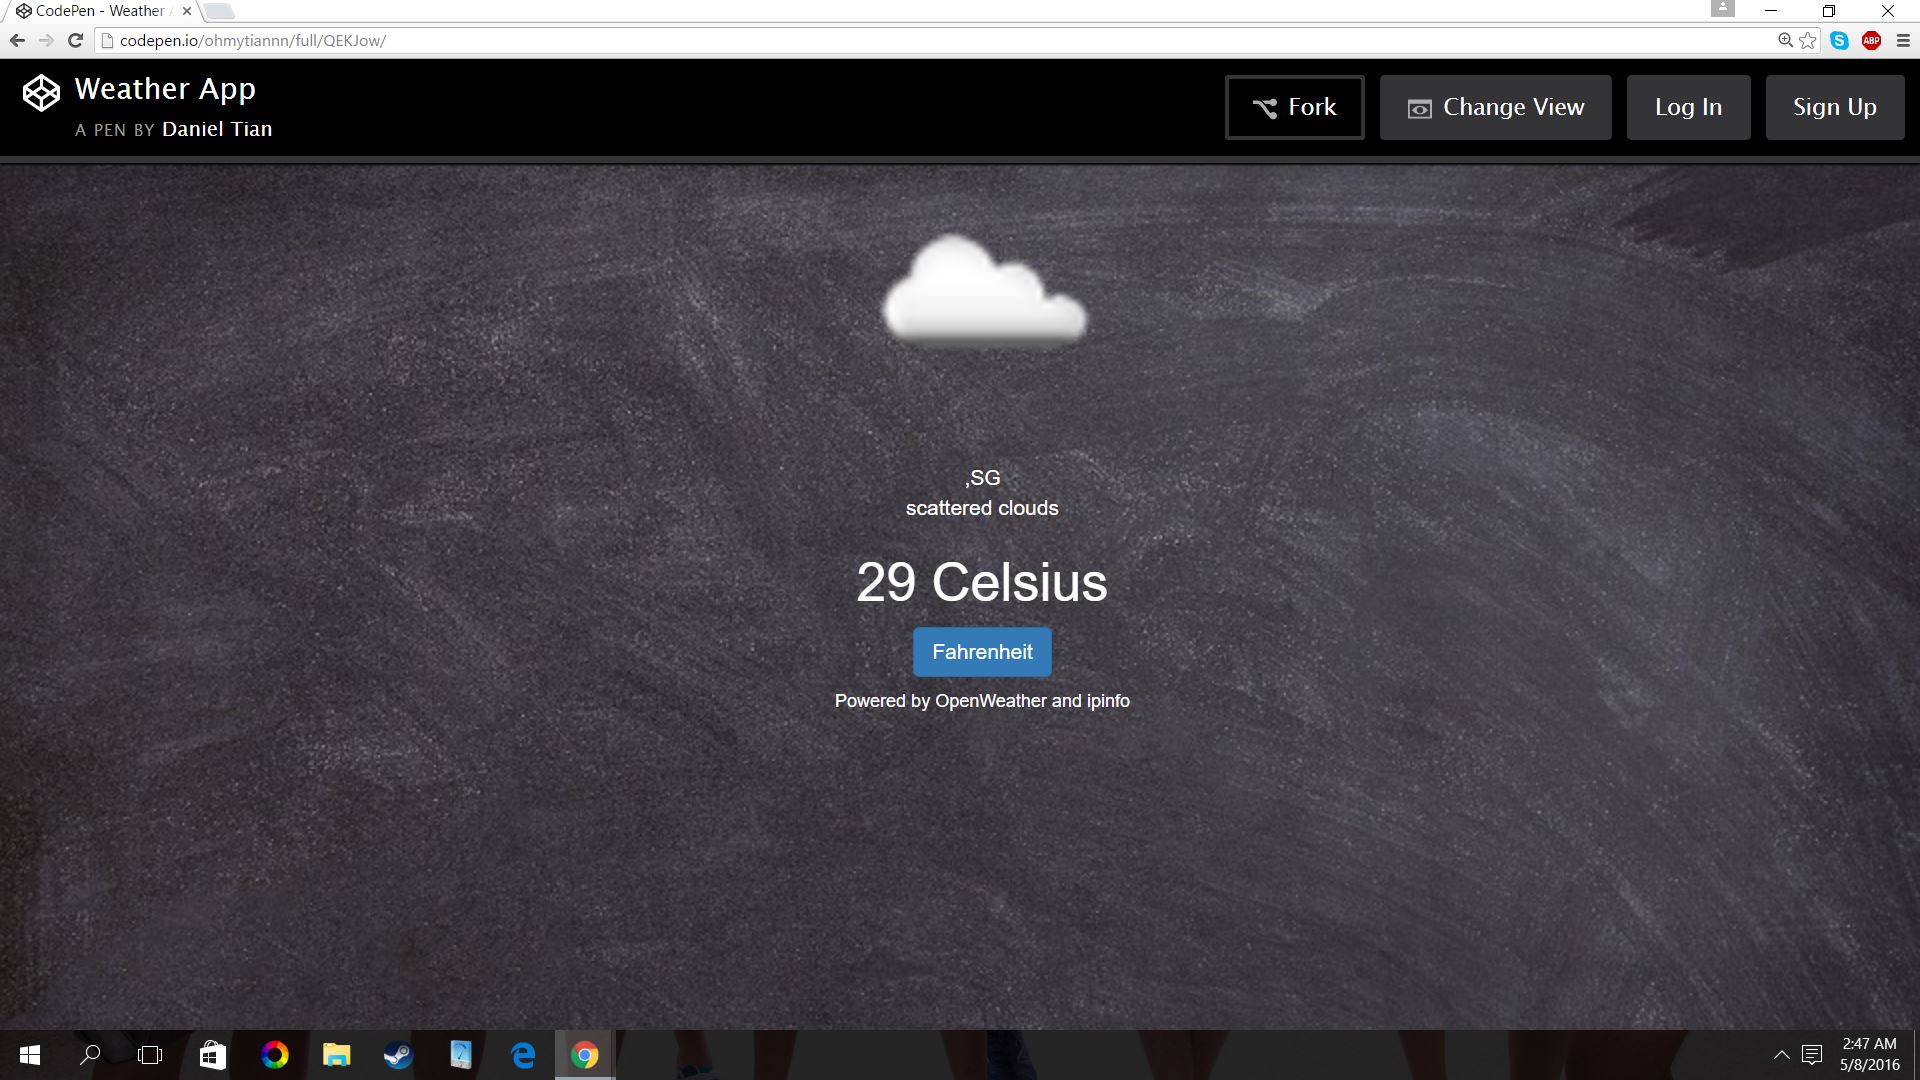 CodePen - Weather
codepen.io/ohmytiannn/full/QEKJow/
S
ABP
Weather App
A PEN BY Daniel Tian
Fork
Change View
Log In
Sign Up
,SG
scattered clouds
29 Celsius
Fahrenheit
Powered by OpenWeather and ipinfo
2:47 AM
5/8/2016